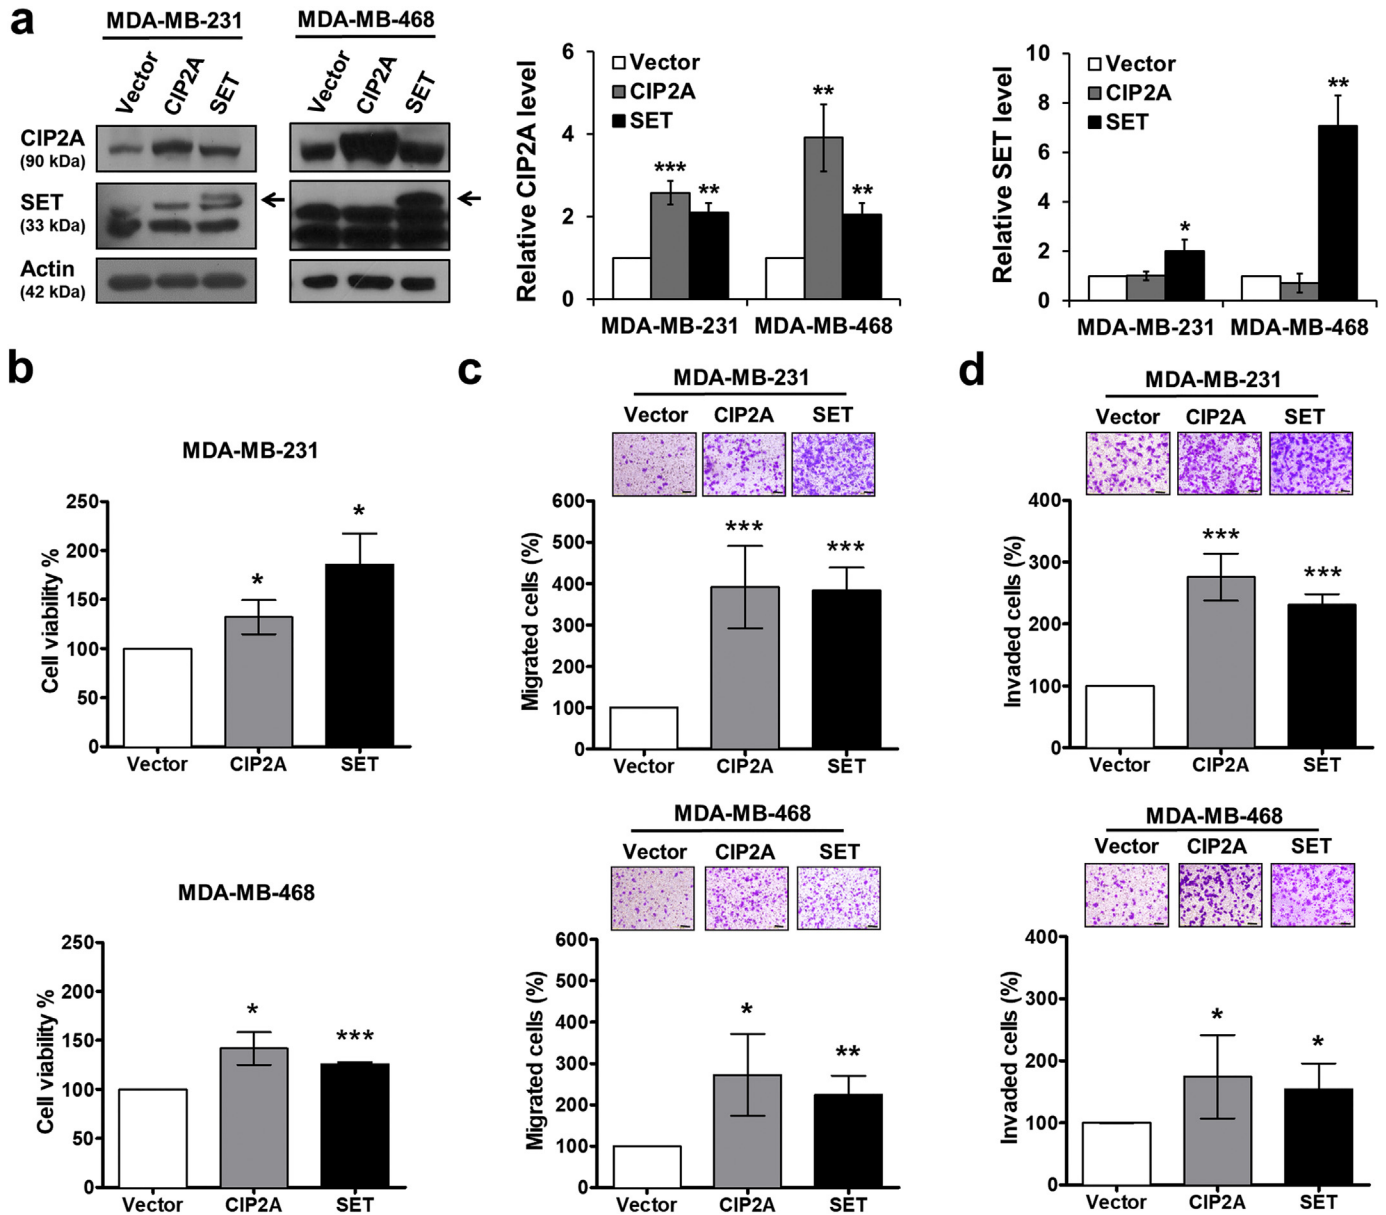 a
MDA-MB-231
MDA-MB-468
Vector
CIP2A
SET
Vector
CIP2A
SET
CIP2A
(90 kDa)
SET
(33 kDa)
Actin
(42 kDa)
Relative CIP2A level
6
4
2
0
Vector
CIP2A
SET
***
**
**
**
MDA-MB-231
MDA-MB-468
Relative SET level
10
8
6
4
2
0
Vector
CIP2A
SET
*
**
MDA-MB-231
MDA-MB-468
b
MDA-MB-231
Cell viability %
250
200
150
100
50
0
*
*
Vector
CIP2A
SET
MDA-MB-468
Cell viability %
250
200
150
100
50
0
*
***
Vector
CIP2A
SET
c
MDA-MB-231
Vector
CIP2A
SET
Migrated cells (%)
600
500
400
300
200
100
0
***
***
Vector
CIP2A
SET
MDA-MB-468
Vector
CIP2A
SET
Migrated cells (%)
600
500
400
300
200
100
0
*
**
Vector
CIP2A
SET
d
MDA-MB-231
Vector
CIP2A
SET
Invaded cells (%)
400
300
200
100
0
***
***
Vector
CIP2A
SET
MDA-MB-468
Vector
CIP2A
SET
Invaded cells (%)
400
300
200
100
0
*
*
Vector
CIP2A
SET